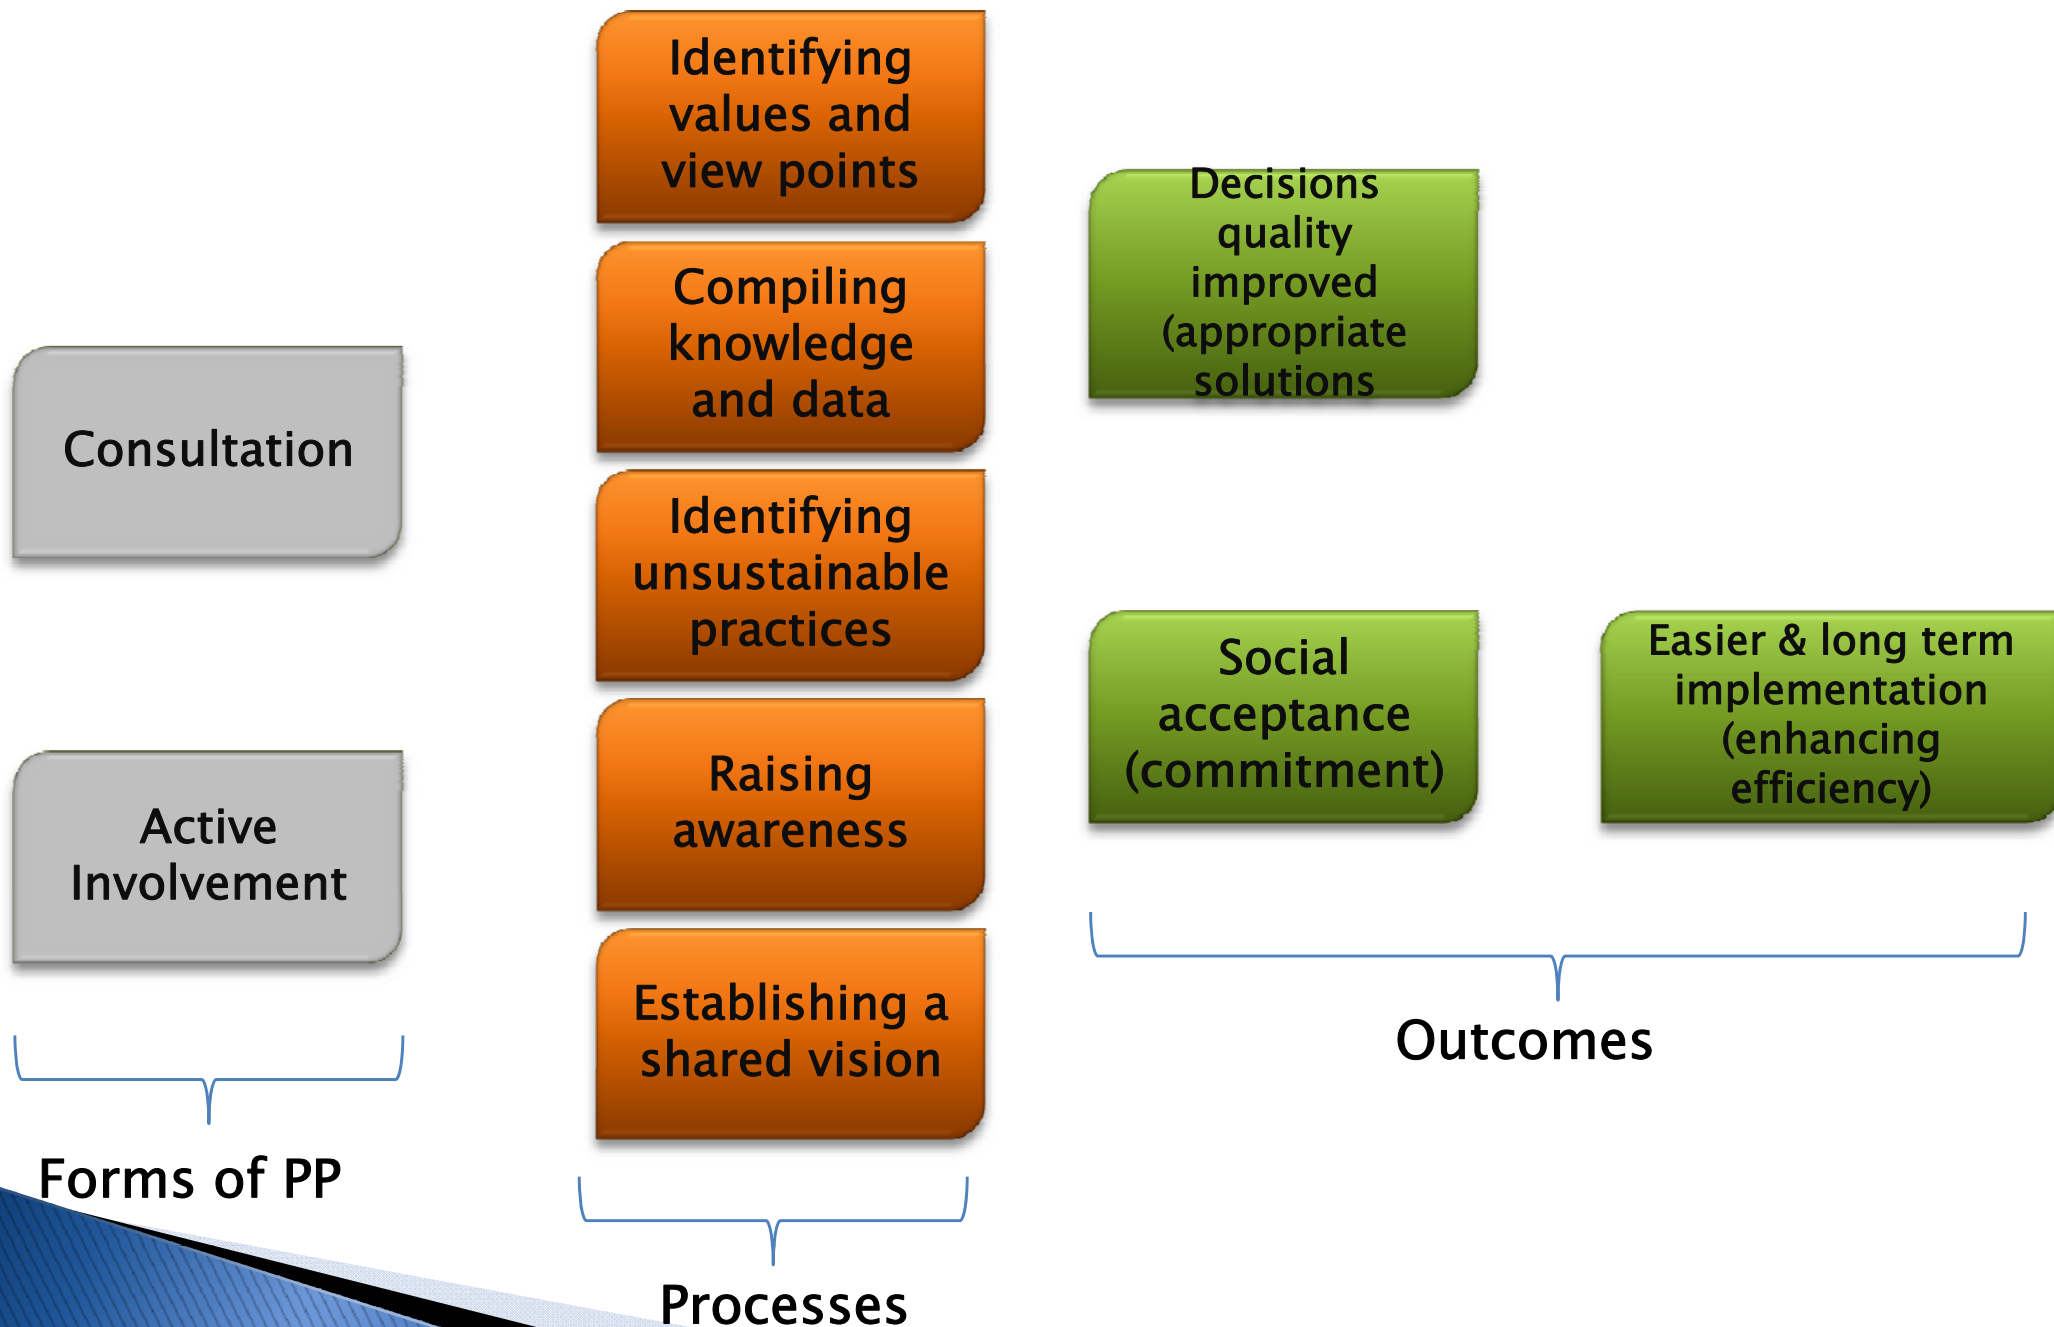 Consultation
Active
Involvement
Forms of PP
Identifying
values and
view points
Compiling
knowledge
and data
Identifying
unsustainable
practices
Raising
awareness
Establishing a
shared vision
Processes
Decisions
quality
improved
(appropriate
solutions
Social
acceptance
(commitment)
Easier & long term
implementation
(enhancing
efficiency)
Outcomes